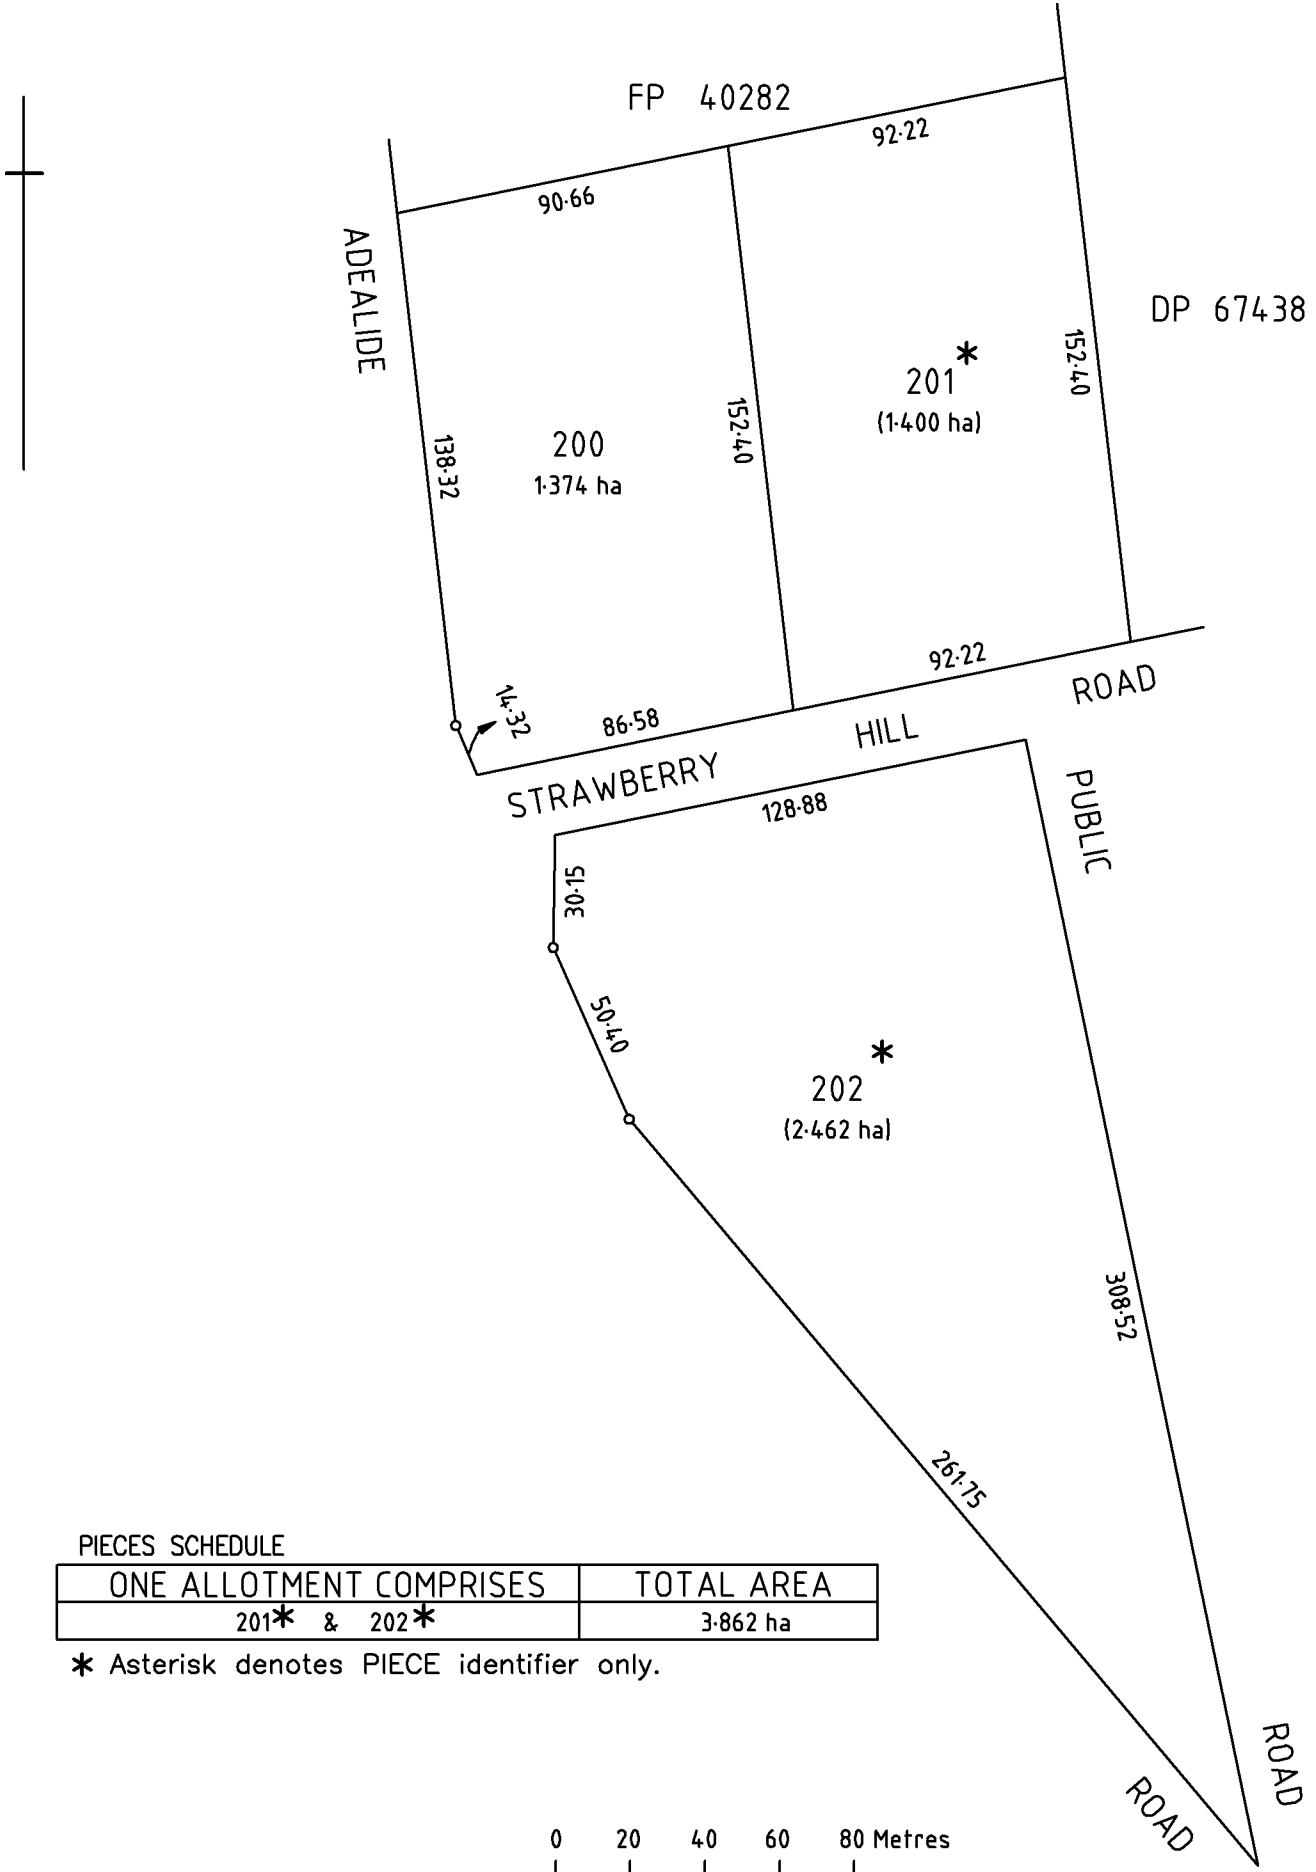 FP 40282
92·22
90·66
ADEALIDE
DP 67438
152·40
201*
(1·400 ha)
152·40
200
1·374 ha
138·32
14·32
86·58
92·22
STRAWBERRY HILL ROAD
128·88
PUBLIC
30·15
50·40
202*
(2·462 ha)
308·52
261·75
PIECES SCHEDULE
ONE ALLOTMENT COMPRISES TOTAL AREA
201* & 202* 3·862 ha
* Asterisk denotes PIECE identifier only.
ROAD
ROAD
0 20 40 60 80 Metres